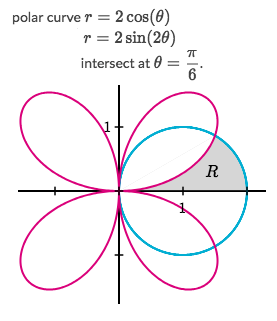 polar curve r = 2 cos(θ)
r = 2 sin(2θ)
intersect at θ = π/6.
1
R
1